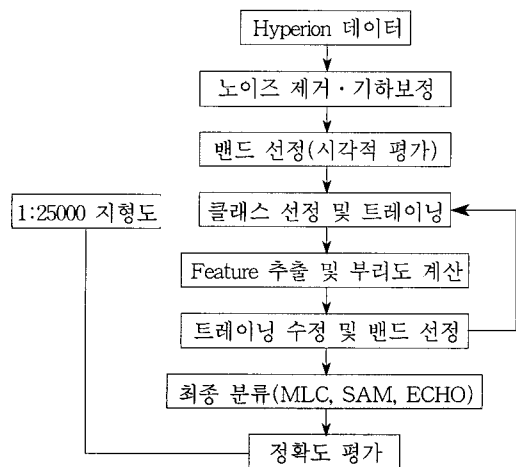 Hyperion 데이터
노이즈 제거·기하보정
밴드 선정(시각적 평가)
1:25000 지형도
클래스 선정 및 트레이닝
Feature 추출 및 부리도 계산
트레이닝 수정 및 밴드 선정
최종 분류(MLC, SAM, ECHO)
정확도 평가